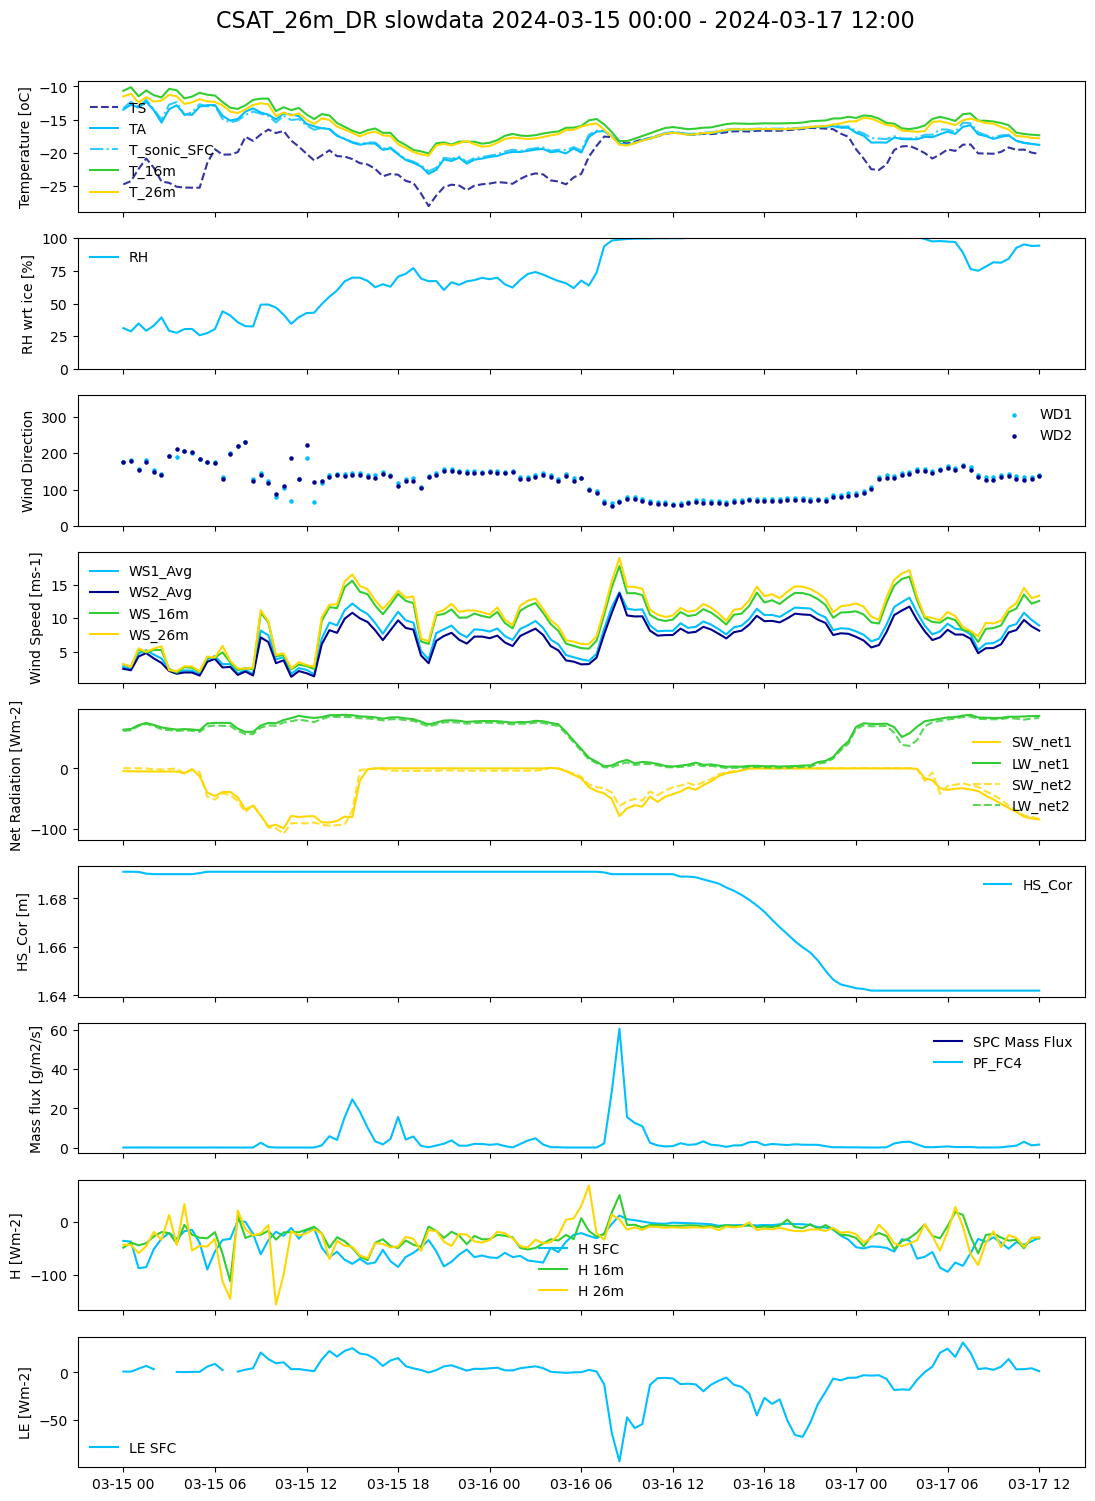 CSAT_26m_DR slowdata 2024-03-15 00:00 - 2024-03-17 12:00
Temperature [oC]
−10
−15
−20
−25
TS
TA
T_sonic_SFC
T_16m
T_26m
RH wrt ice [%]
100
75
50
25
0
RH
Wind Direction
300
200
100
0
WD1
WD2
Wind Speed [ms-1]
15
10
5
WS1_Avg
WS2_Avg
WS_16m
WS_26m
Net Radiation [Wm-2]
0
−100
SW_net1
LW_net1
SW_net2
LW_net2
HS_Cor [m]
1.68
1.66
1.64
HS_Cor
Mass flux [g/m2/s]
60
40
20
0
SPC Mass Flux
PF_FC4
H [Wm-2]
0
−100
H SFC
H 16m
H 26m
LE [Wm-2]
0
−50
LE SFC
03-15 00 03-15 06 03-15 12 03-15 18 03-16 00 03-16 06 03-16 12 03-16 18 03-17 00 03-17 06 03-17 12